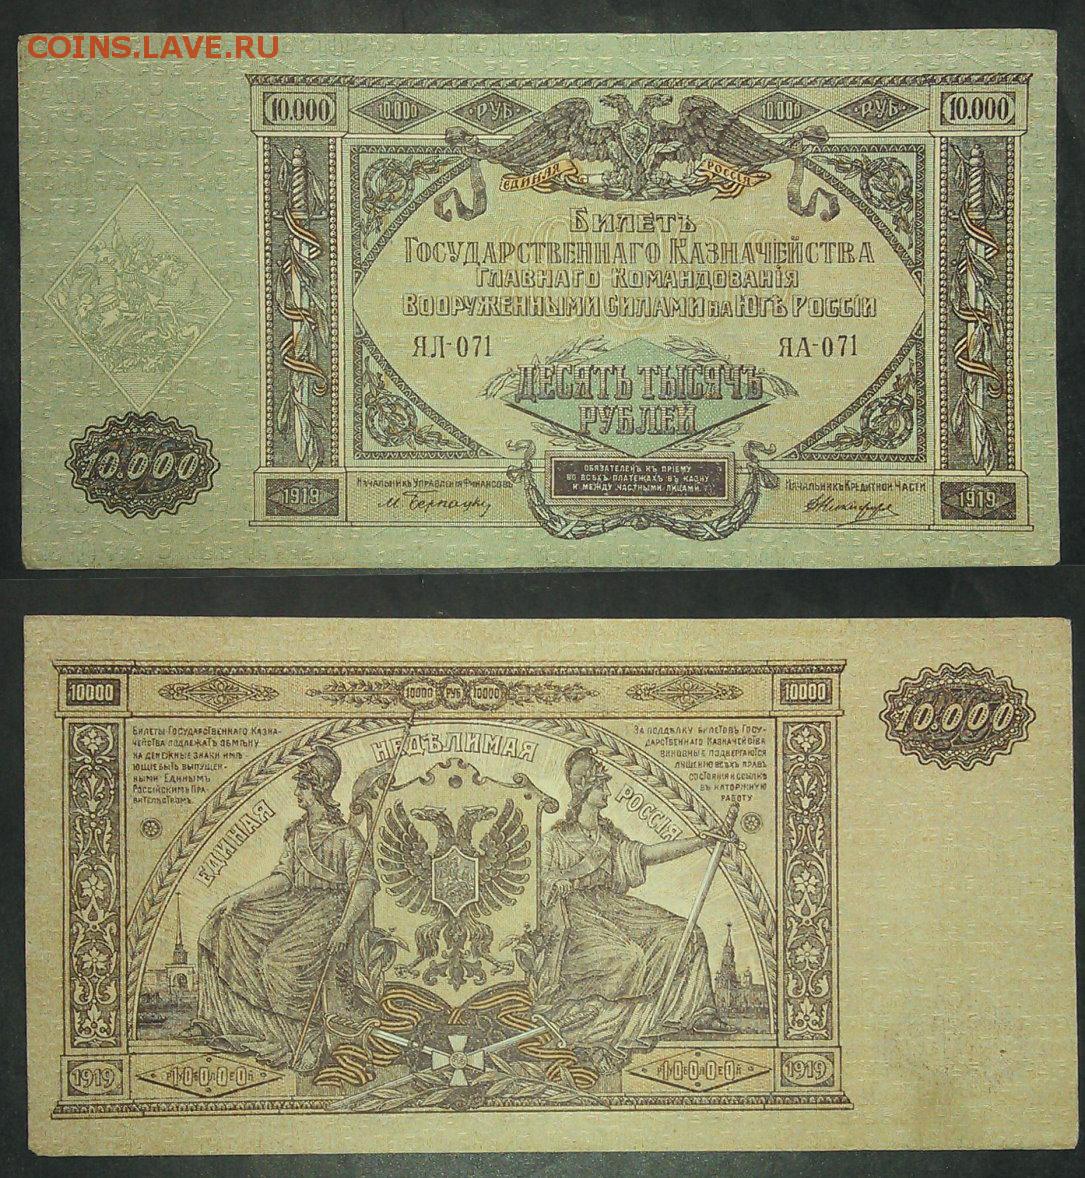 COINS.LAVE.RU
10.000 10.000 РУБ 10.000 РУБ 10.000
ЕДИНАЯ РОССІЯ
БИЛЕТЪ
ГОСУДАРСТВЕННАГО КАЗНАЧЕЙСТВА
ГЛАВНАГО КОМАНДОВАНІЯ
ВООРУЖЕННЫМИ СИЛАМИ НА ЮГѢ РОССІИ
ЯЛ-071 ЯА-071
ДЕСЯТЬ ТЫСЯЧЪ
РУБЛЕЙ
10.000
ОБЯЗАТЕЛЕНЪ КЪ ПРІЕМУ
ВО ВСѢХЪ ПЛАТЕЖАХЪ ВЪ КАЗНУ
И МЕЖДУ ЧАСТНЫМИ ЛИЦАМИ
НАЧАЛЬНИКЪ УПРАВЛЕНІЯ ФИНАНСОВЪ
НАЧАЛЬНИКЪ КРЕДИТНОЙ ЧАСТИ
1919 1919
10000 10000 РУБ 10000 10000
10.000
БИЛЕТЫ ГОСУДАРСТВЕННАГО КАЗНА-
ЧЕЙСТВА ПОДЛЕЖАТЪ ОБМѢНУ
НА ДЕНЕЖНЫЕ ЗНАКИ ИМѢ-
ЮЩІЕ БЫТЬ ВЫПУЩЕН-
НЫМИ ЕДИНЫМЪ
РОССІЙСКИМЪ ПРА-
ВИТЕЛЬСТВОМЪ.
ЗА ПОДДѢЛКУ БИЛЕТОВЪ ГОСУ-
ДАРСТВЕННАГО КАЗНАЧЕЙСТВА
ВИНОВНЫЕ ПОДВЕРГАЮТСЯ
ЛИШЕНІЮ ВСѢХЪ ПРАВЪ
СОСТОЯНІЯ И ССЫЛКѢ
ВЪ КАТОРЖНУЮ
РАБОТУ
ЕДИНАЯ НЕДѢЛИМАЯ РОССІЯ
1919 1919